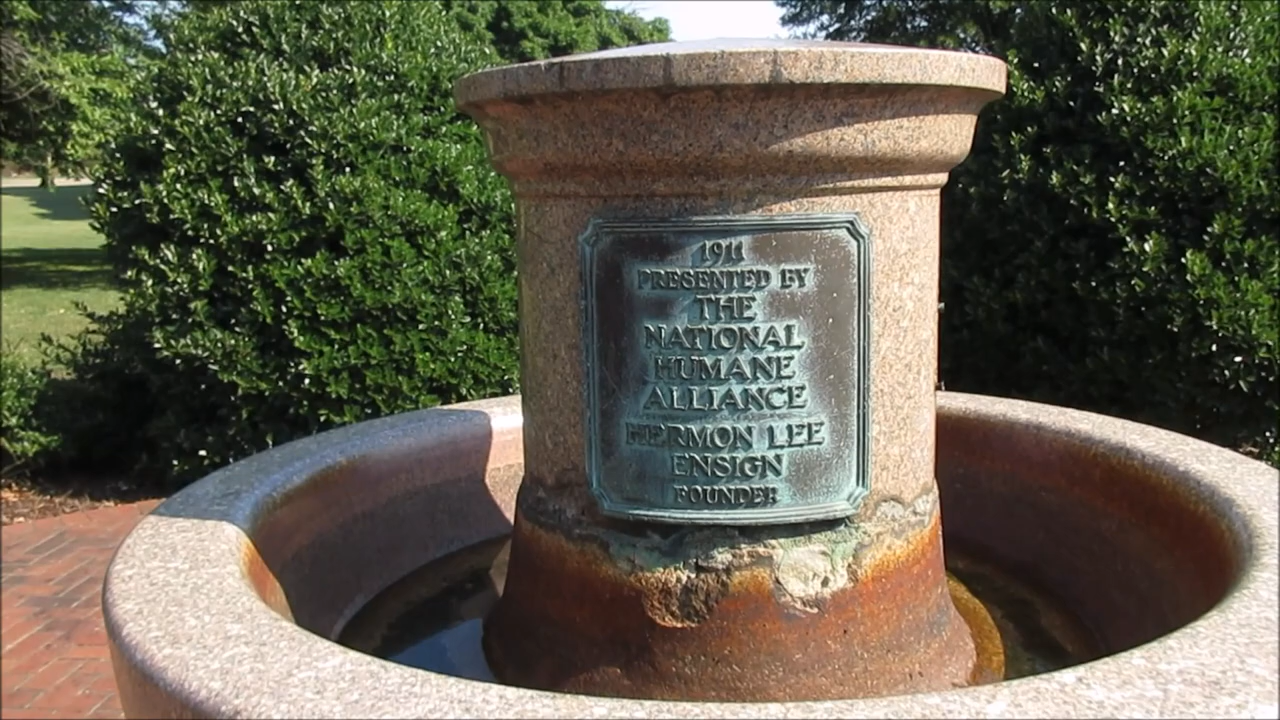 1911
PRESENTED BY
THE
NATIONAL
HUMANE
ALLIANCE
HERMON LEE
ENSIGN
FOUNDER